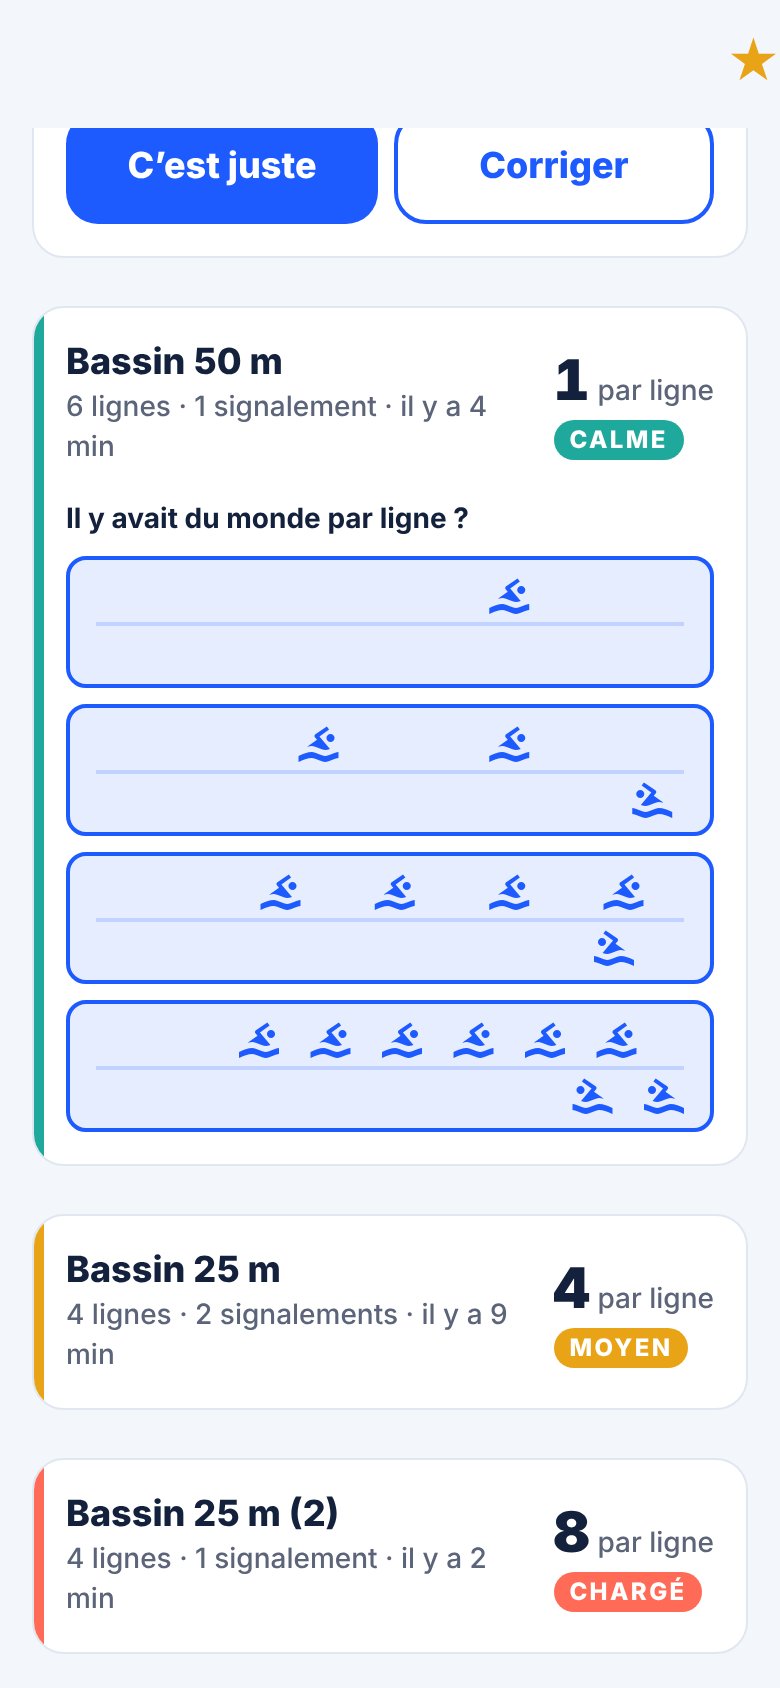 C’est juste
Corriger
Bassin 50 m
6 lignes · 1 signalement · il y a 4
min
1 par ligne
CALME
Il y avait du monde par ligne ?
Bassin 25 m
4 lignes · 2 signalements · il y a 9
min
4 par ligne
MOYEN
Bassin 25 m (2)
4 lignes · 1 signalement · il y a 2
min
8 par ligne
CHARGÉ